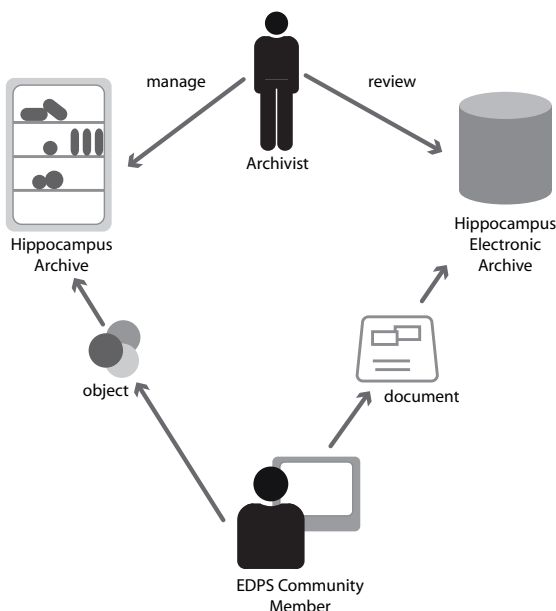 manage
review
Archivist
Hippocampus
Archive
Hippocampus
Electronic
Archive
object
document
EDPS Community
Member